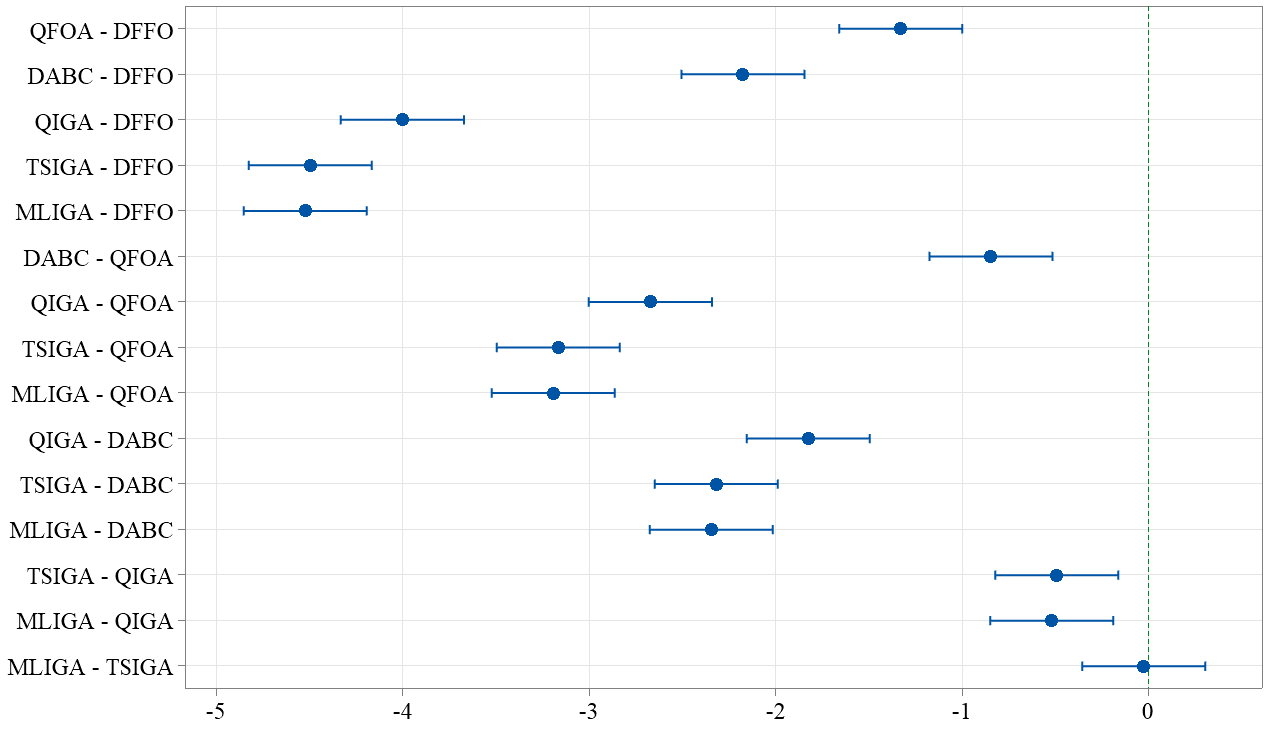 QFOA - DFFO
DABC - DFFO
QIGA - DFFO
TSIGA - DFFO
MLIGA - DFFO
DABC - QFOA
QIGA - QFOA
TSIGA - QFOA
MLIGA - QFOA
QIGA - DABC
TSIGA - DABC
MLIGA - DABC
TSIGA - QIGA
MLIGA - QIGA
MLIGA - TSIGA
-5 -4 -3 -2 -1 0